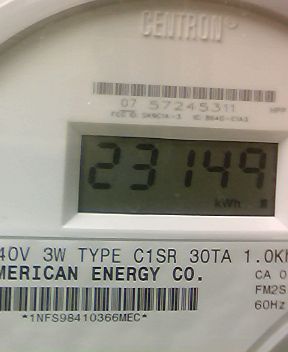 CENTRON®
07 57245311
23149
kWh
40V 3W TYPE C1SR 30TA 1.0Kh
MERICAN ENERGY CO.
CA 0
FM2S
60Hz
*1NFS98410366MEC*